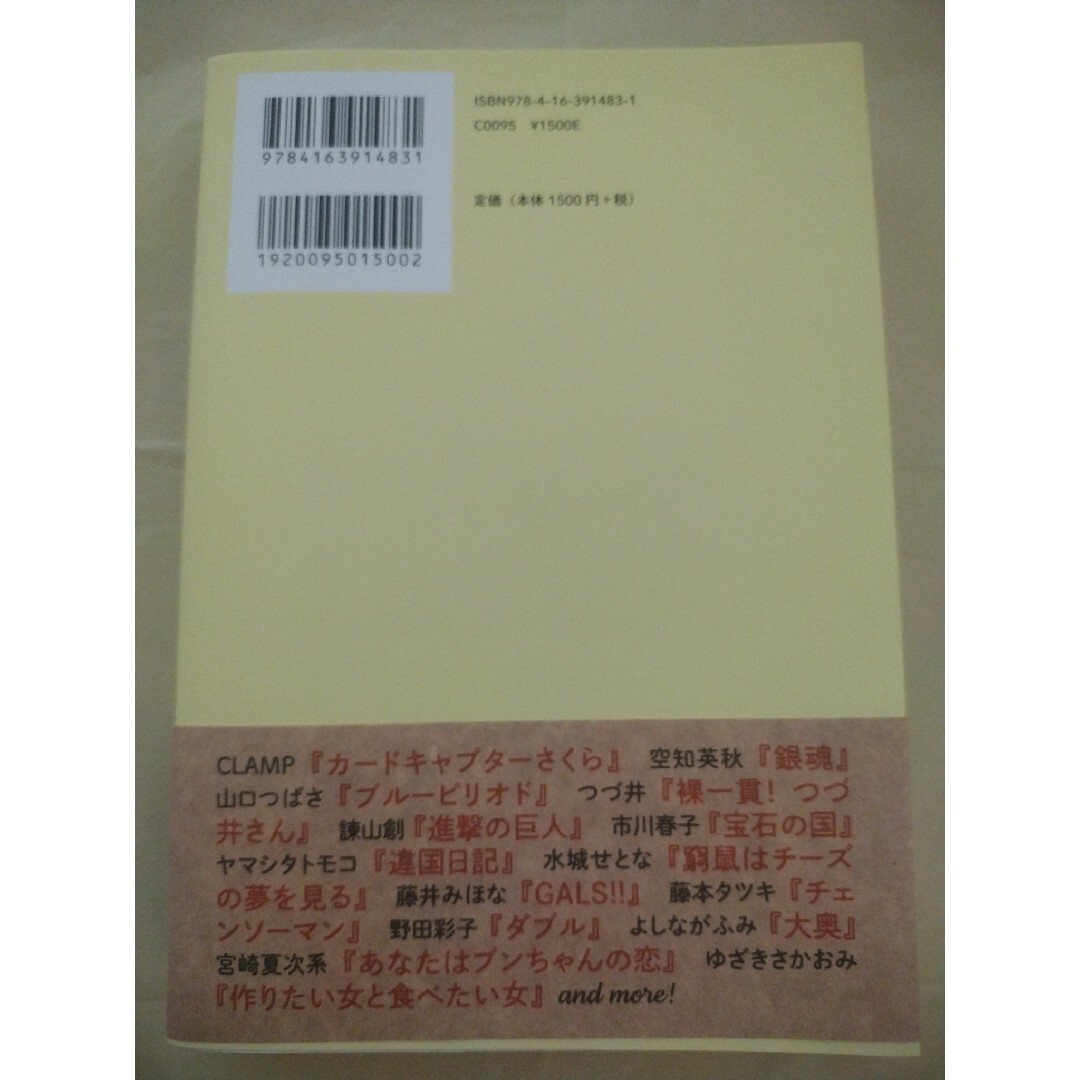 9784163914831
1920095015002
ISBN978-4-16-391483-1
C0095 ¥1500E
定価（本体1500円＋税）
CLAMP『カードキャプターさくら』 空知英秋『銀魂』
山口つばさ『ブルーピリオド』 つづ井『裸一貫！つづ
井さん』 諫山創『進撃の巨人』 市川春子『宝石の国』
ヤマシタトモコ『違国日記』 水城せとな『窮鼠はチーズ
の夢を見る』 藤井みほな『GALS!!』 藤本タツキ『チェ
ンソーマン』 野田彩子『ダブル』 よしながふみ『大奥』
宮崎夏次系『あなたはブンちゃんの恋』 ゆざきさかおみ
『作りたい女と食べたい女』 and more!